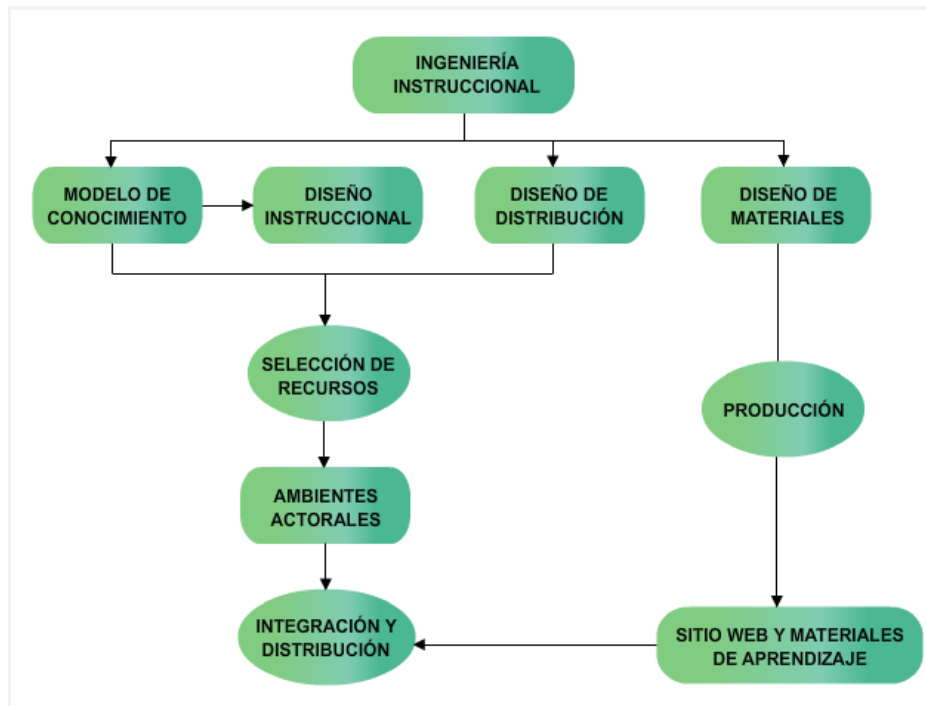 INGENIERÍA
INSTRUCCIONAL
MODELO DE
CONOCIMIENTO
DISEÑO
INSTRUCCIONAL
DISEÑO DE
DISTRIBUCIÓN
DISEÑO DE
MATERIALES
SELECCIÓN DE
RECURSOS
PRODUCCIÓN
AMBIENTES
ACTORALES
INTEGRACIÓN Y
DISTRIBUCIÓN
SITIO WEB Y MATERIALES
DE APRENDIZAJE